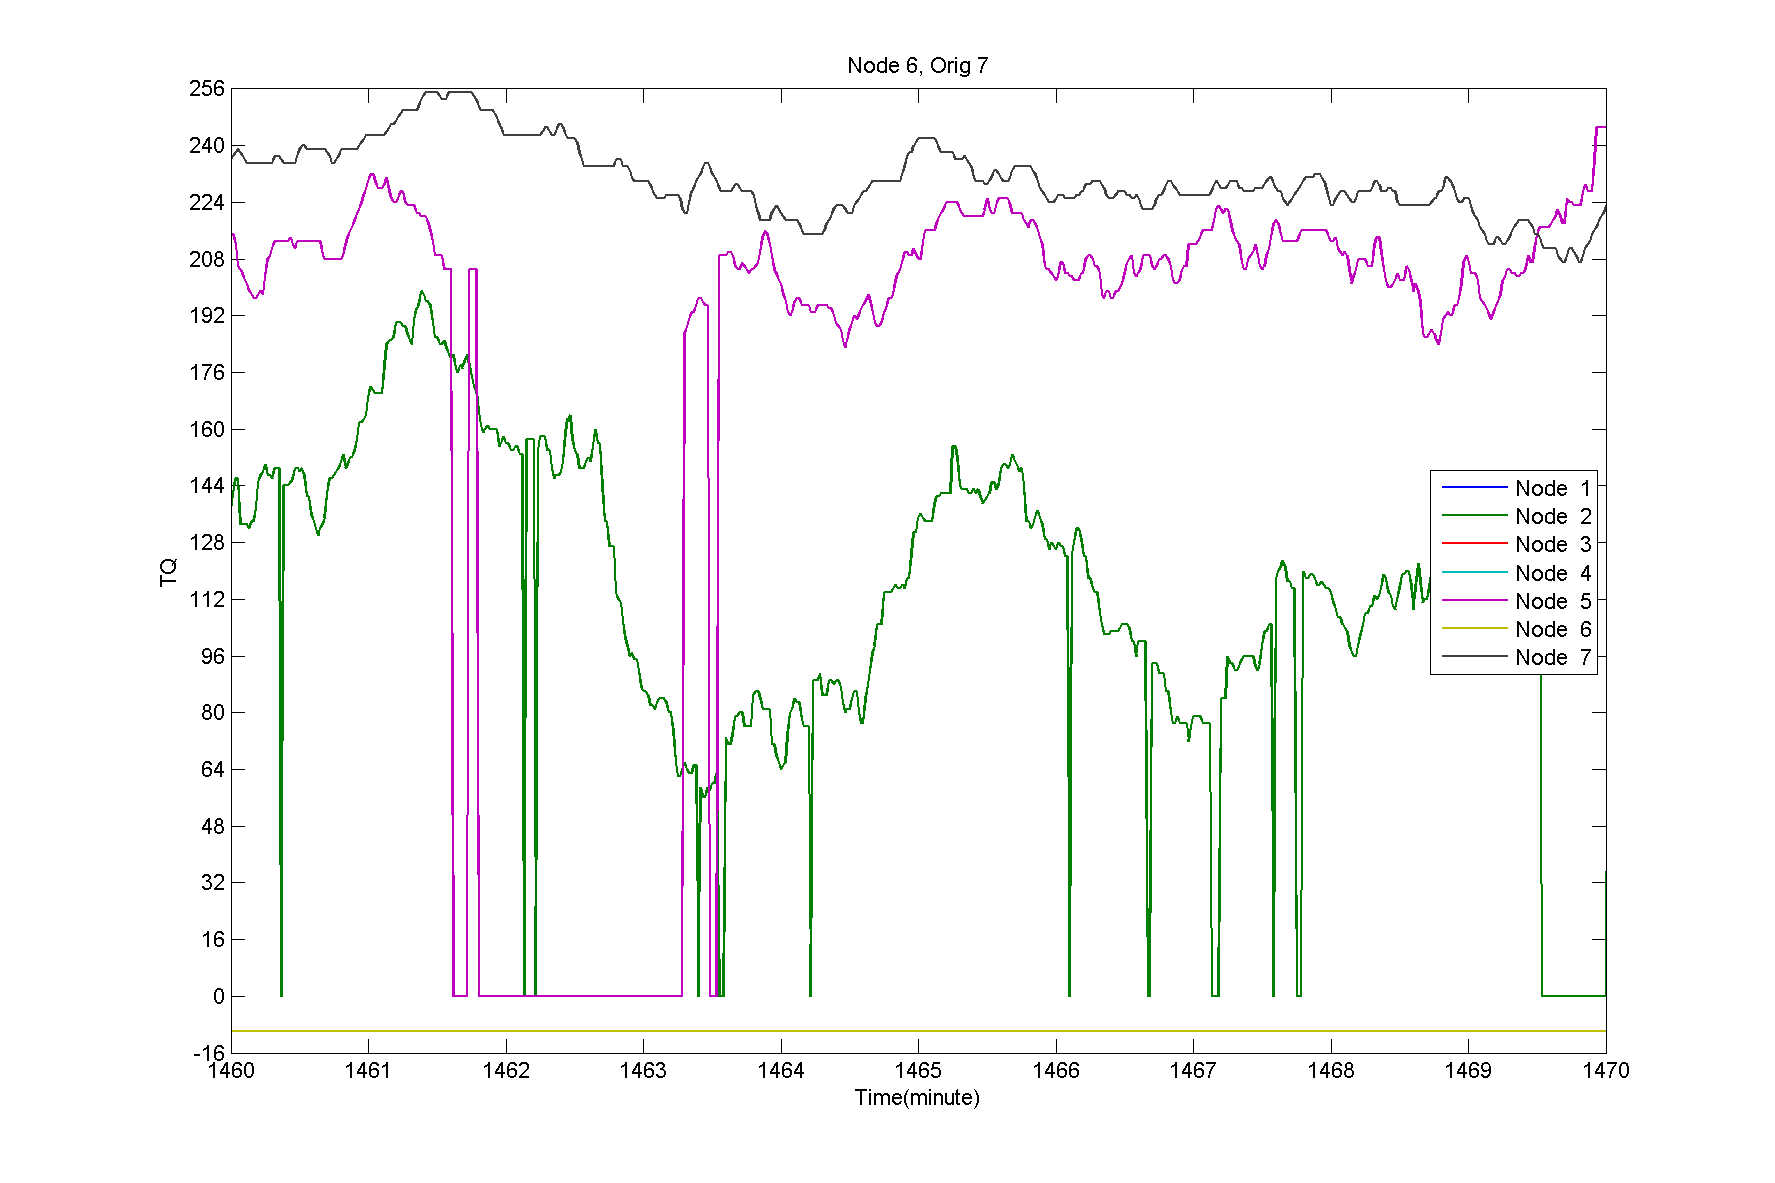 Node 6, Orig 7
256
240
224
208
192
176
160
144
128
112
96
80
64
48
32
16
0
-16
TQ
Node 1
Node 2
Node 3
Node 4
Node 5
Node 6
Node 7
1460 1461 1462 1463 1464 1465 1466 1467 1468 1469 1470
Time(minute)